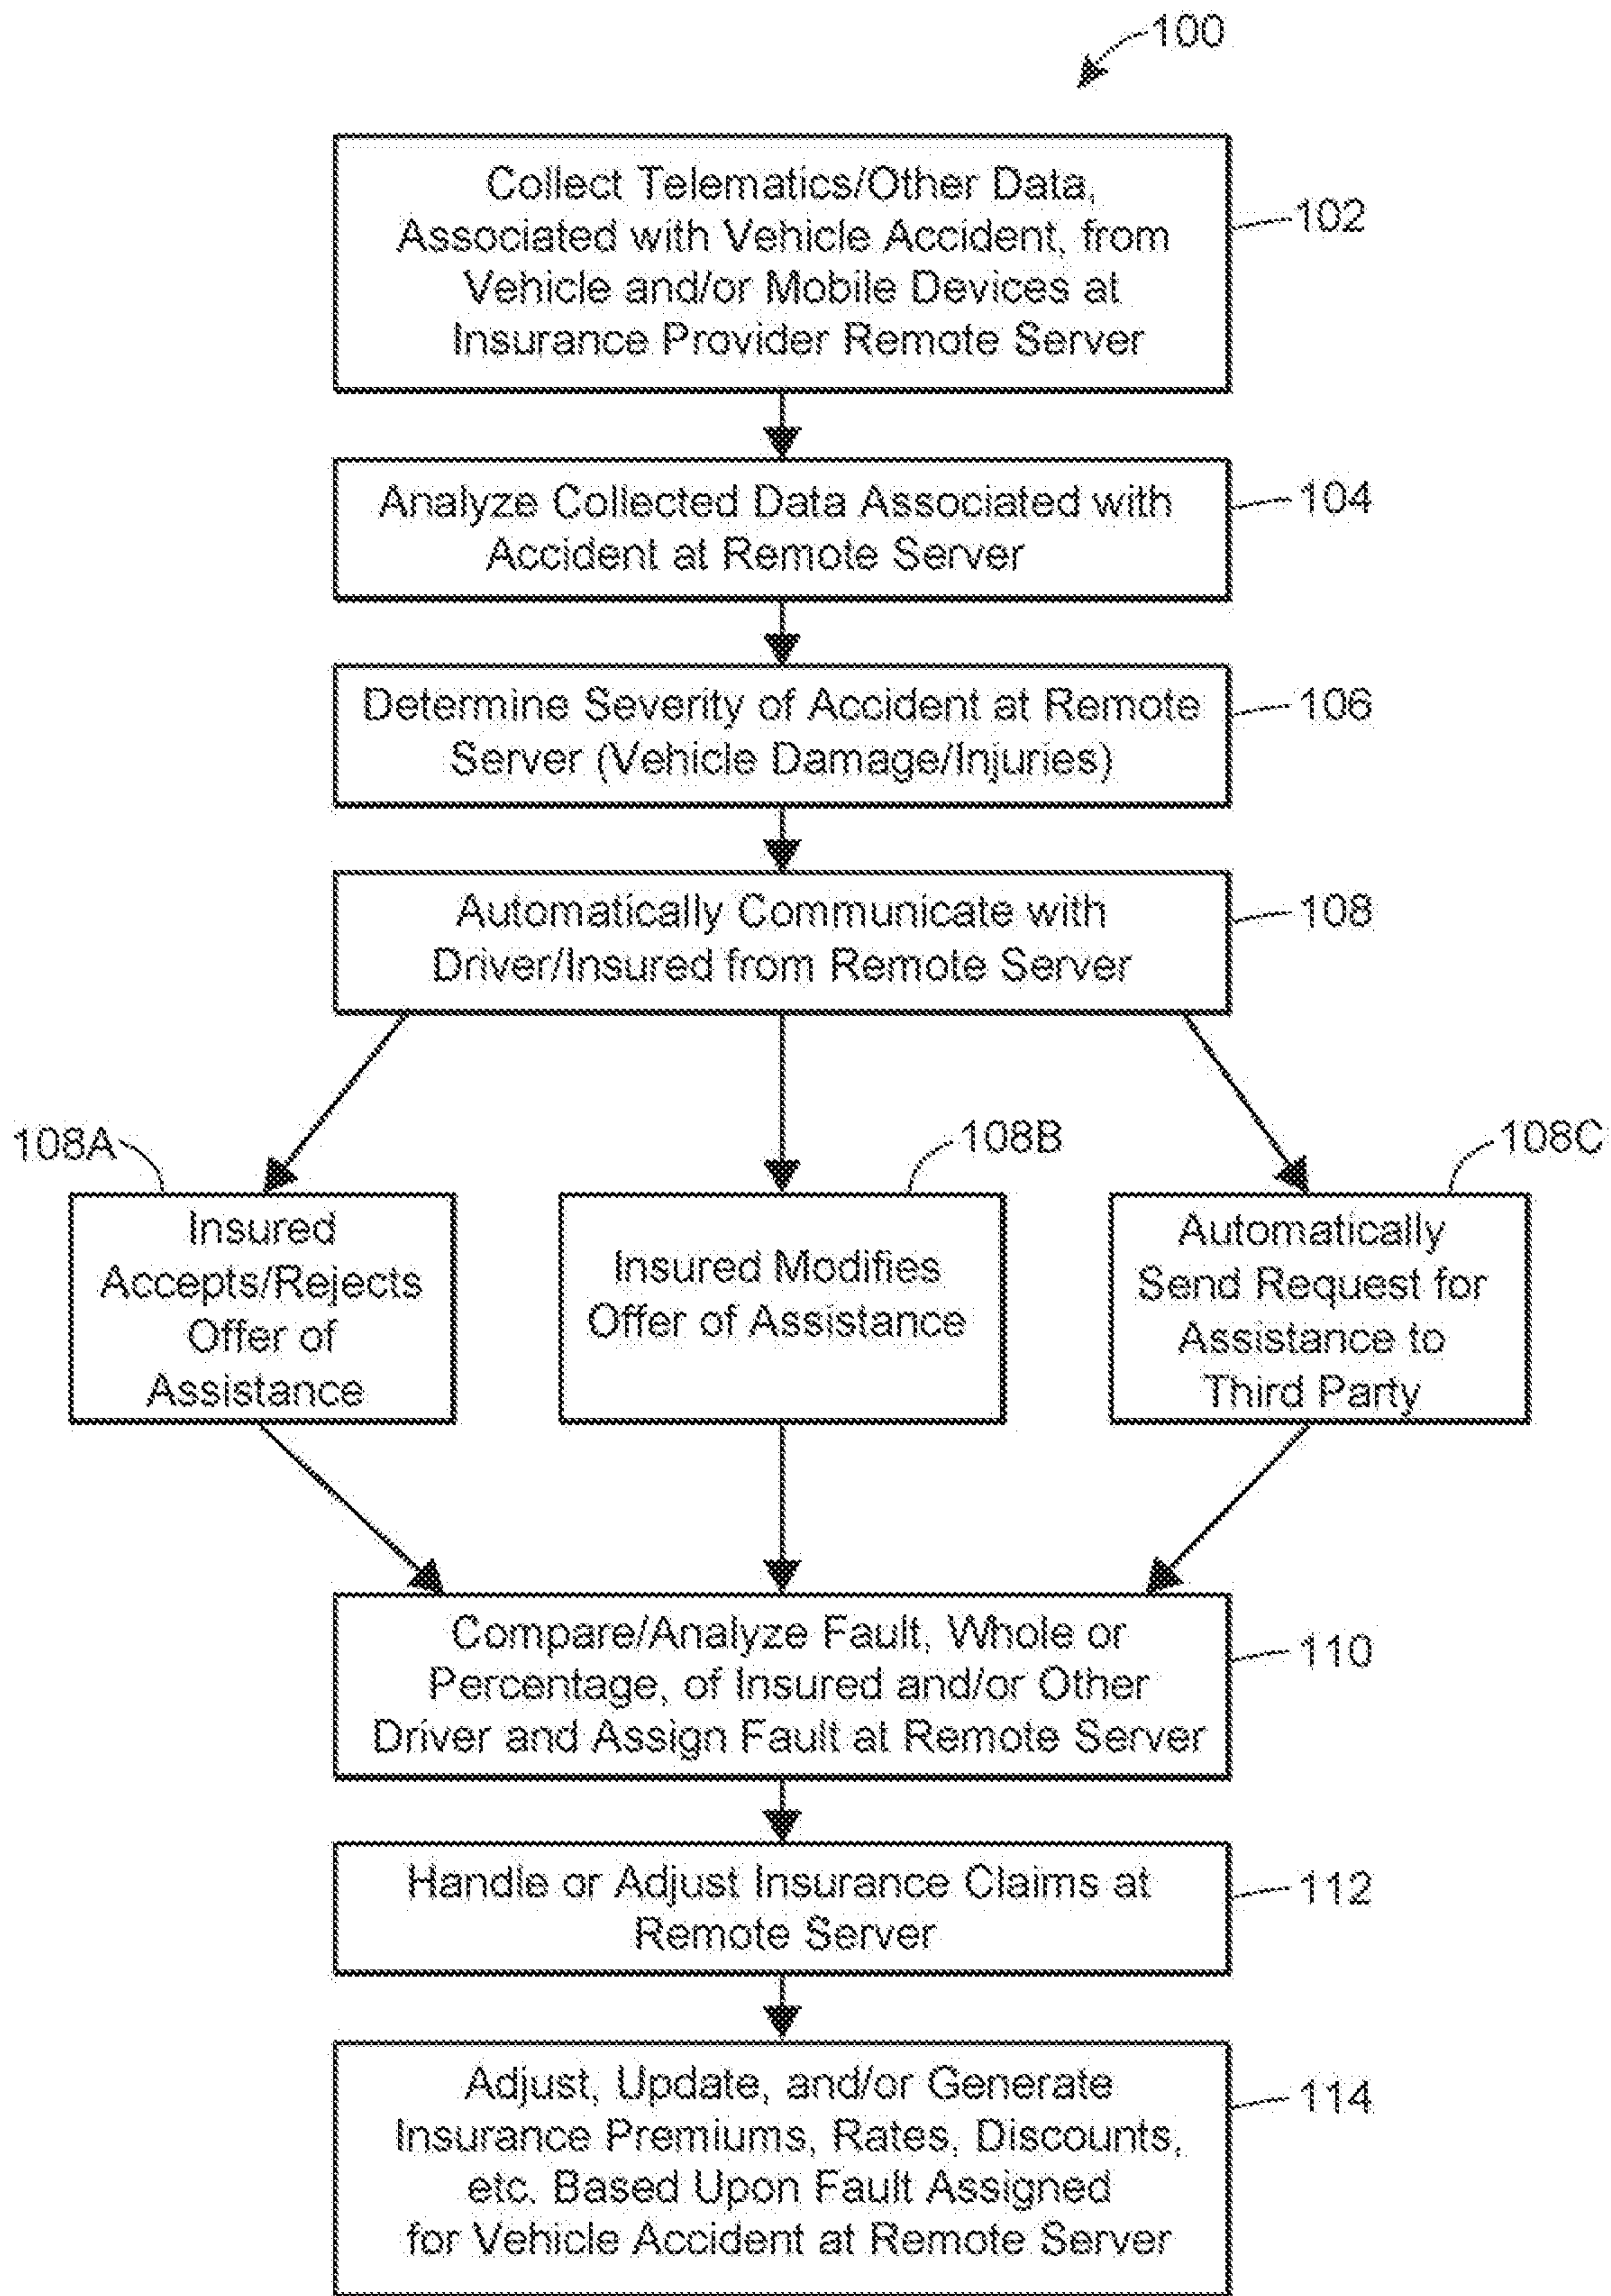 100
Collect Telematics/Other Data,
Associated with Vehicle Accident, from
Vehicle and/or Mobile Devices at
Insurance Provider Remote Server
102
Analyze Collected Data Associated with
Accident at Remote Server
104
Determine Severity of Accident at Remote
Server (Vehicle Damage/Injuries)
106
Automatically Communicate with
Driver/Insured from Remote Server
108
108A
Insured
Accepts/Rejects
Offer of
Assistance
108B
Insured Modifies
Offer of Assistance
108C
Automatically
Send Request for
Assistance to
Third Party
Compare/Analyze Fault, Whole or
Percentage, of Insured and/or Other
Driver and Assign Fault at Remote Server
110
Handle or Adjust Insurance Claims at
Remote Server
112
Adjust, Update, and/or Generate
Insurance Premiums, Rates, Discounts,
etc. Based Upon Fault Assigned
for Vehicle Accident at Remote Server
114